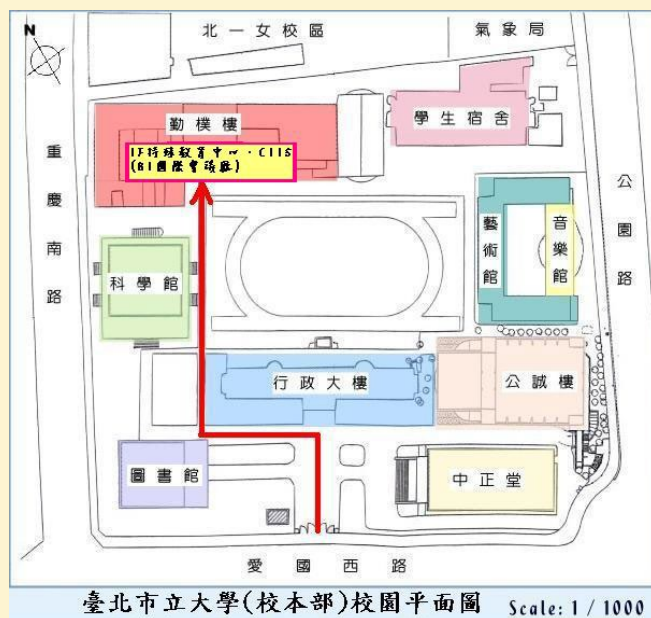 N
北一女校區
氣象局
勤樸樓
學生宿舍
1F特殊教育中心、C115
(B1國際會議廳)
重慶南路
公園路
藝術館
音樂館
科學館
行政大樓
公誠樓
圖書館
中正堂
愛國西路
臺北市立大學(校本部)校園平面圖 Scale: 1 / 1000